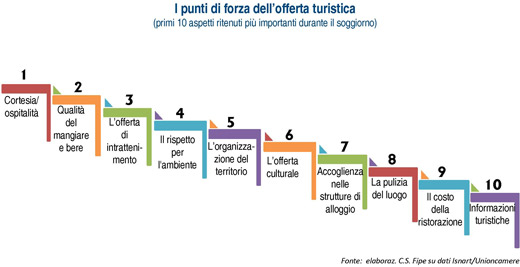 I punti di forza dell'offerta turistica
(primi 10 aspetti ritenuti più importanti durante il soggiorno)
1
Cortesia/
ospitalità
2
Qualità
del
mangiare
e bere
3
L'offerta
di
intratteni-
mento
4
Il rispetto
per
l'ambiente
5
L'organizza-
zione del
territorio
6
L'offerta
culturale
7
Accoglienza
nelle
strutture di
alloggio
8
La pulizia
del luogo
9
Il costo
della
ristorazione
10
Informazioni
turistiche
Fonte: elaboraz. C.S. Fipe su dati Isnart/Unioncamere